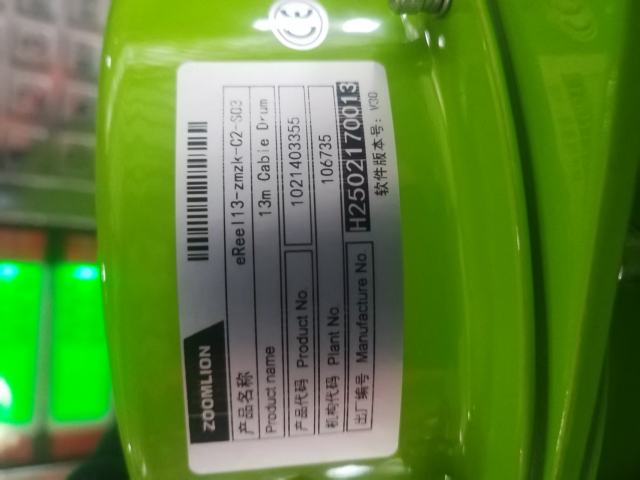 ZOOMLION
产品名称 eReel13-zmzk-C2-S03
Product name 13m Cable Drum
产品代码 Product No. 1021403355
机构代码 Plant No. 106735
出厂编号 Manufacture No. H2502170013
软件版本号: V30
CE